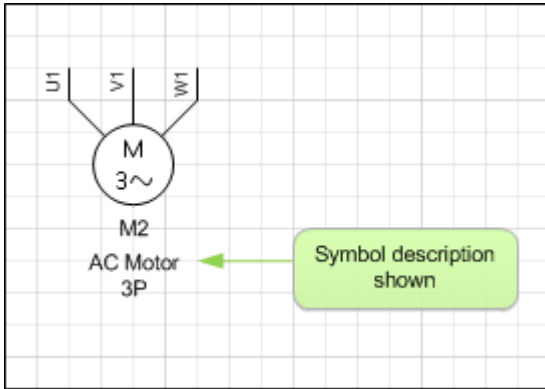 U1 V1 W1
M
3~
M2
AC Motor
3P
Symbol description
shown